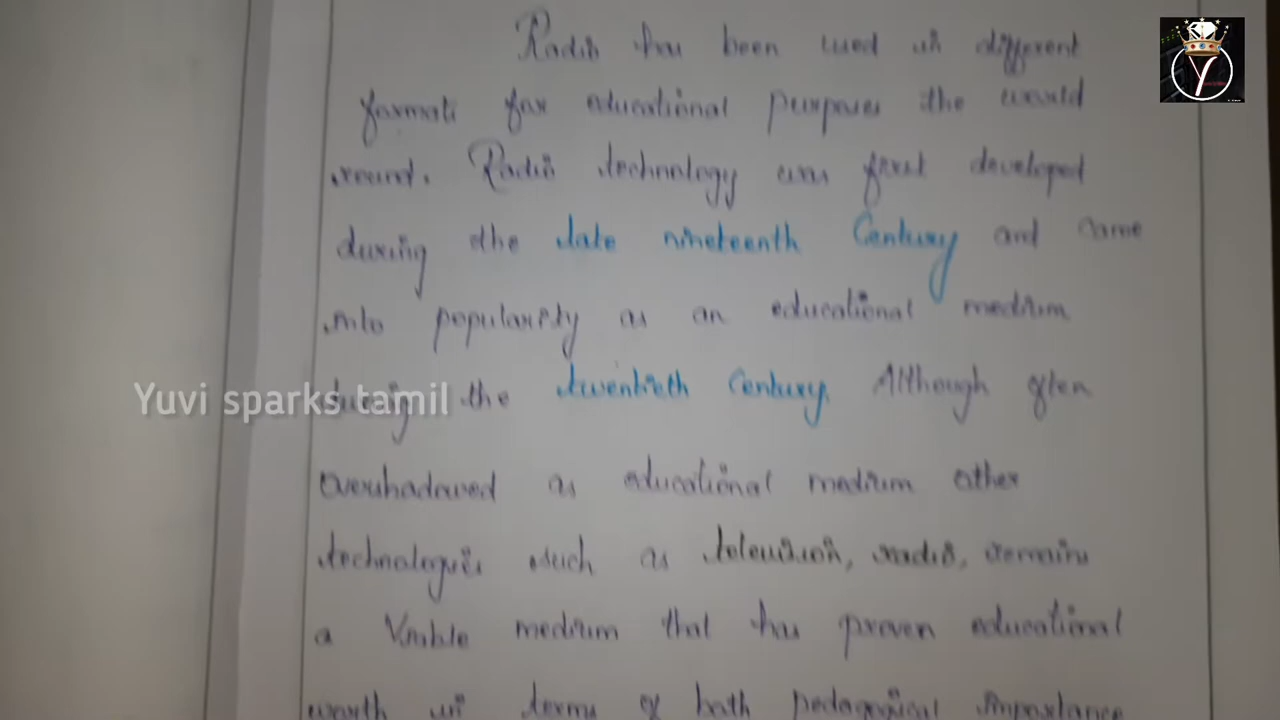 Radio has been used in different
formats for educational purposes the world
round. Radio technology was first developed
during the late nineteenth Century and came
into popularity as an educational medium
during the twentieth Century. Although often
Overshadowed as educational medium other
technologies such as television, radio, remains
a Viable medium that has proven educational
worth in terms of both pedagogical importance
Yuvi sparks tamil
Y